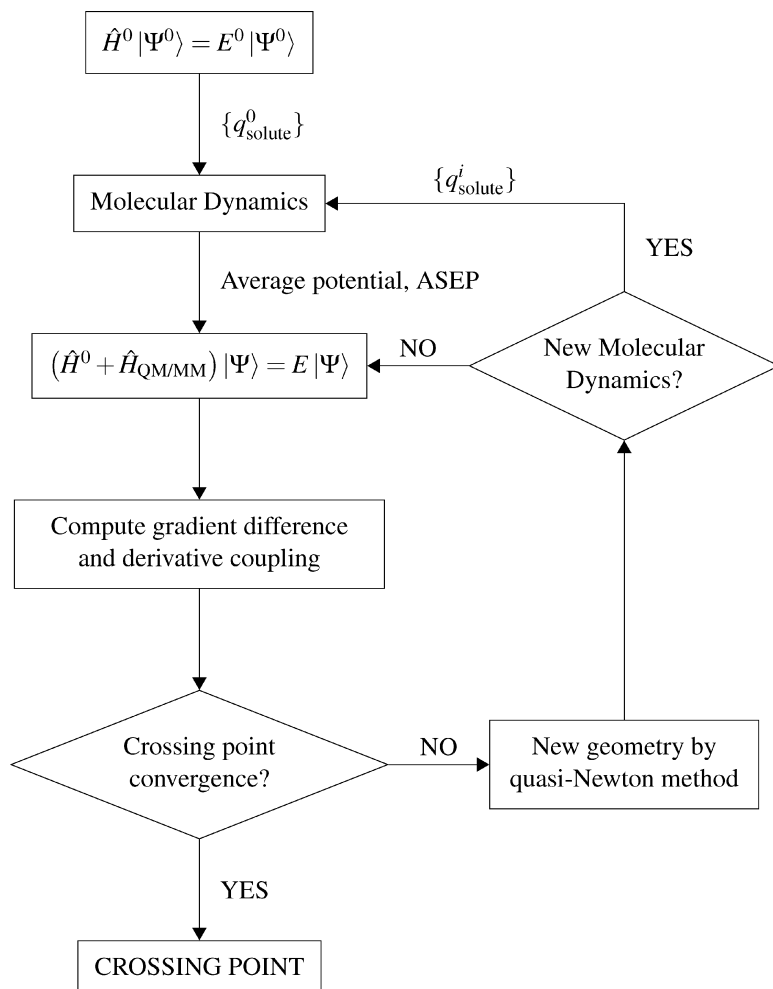 Ĥ⁰ |Ψ⁰⟩ = E⁰ |Ψ⁰⟩
{q⁰solute}
{qⁱsolute}
Molecular Dynamics
YES
Average potential, ASEP
(Ĥ⁰ + ĤQM/MM) |Ψ⟩ = E |Ψ⟩
NO
New Molecular
Dynamics?
Compute gradient difference
and derivative coupling
Crossing point
convergence?
NO
New geometry by
quasi-Newton method
YES
CROSSING POINT